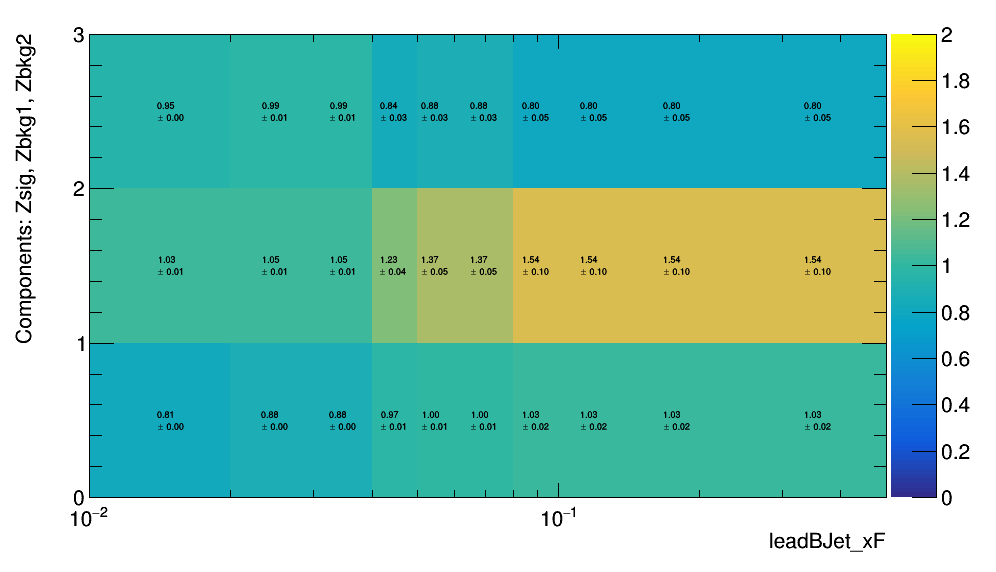 Components: Zsig, Zbkg1, Zbkg2
3
2
1
0
0.95 0.99 0.99 0.84 0.88 0.88 0.80 0.80 0.80 0.80
± 0.00 ± 0.01 ± 0.01 ± 0.03 ± 0.03 ± 0.03 ± 0.05 ± 0.05 ± 0.05 ± 0.05
1.03 1.05 1.05 1.23 1.37 1.37 1.54 1.54 1.54 1.54
± 0.01 ± 0.01 ± 0.01 ± 0.04 ± 0.05 ± 0.05 ± 0.10 ± 0.10 ± 0.10 ± 0.10
0.81 0.88 0.88 0.97 1.00 1.00 1.03 1.03 1.03 1.03
± 0.00 ± 0.00 ± 0.00 ± 0.01 ± 0.01 ± 0.01 ± 0.02 ± 0.02 ± 0.02 ± 0.02
10⁻² 10⁻¹
leadBJet_xF
2
1.8
1.6
1.4
1.2
1
0.8
0.6
0.4
0.2
0